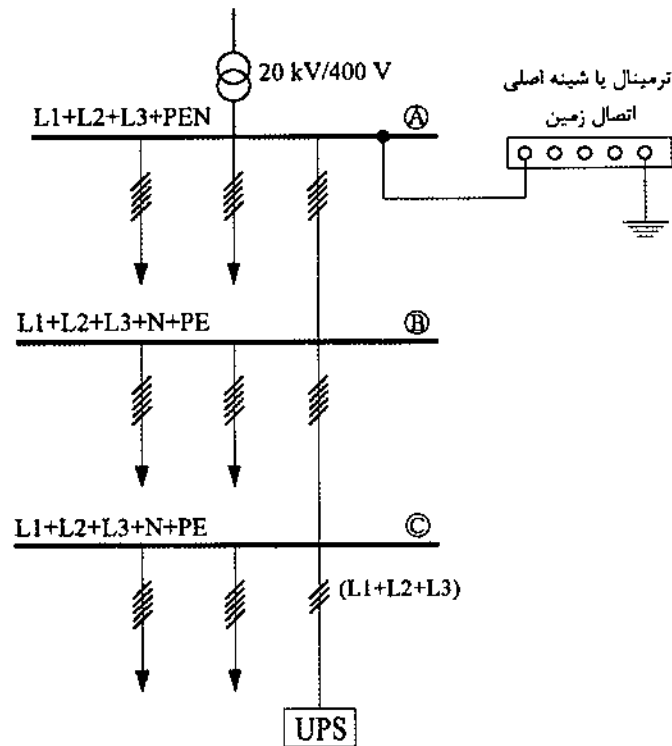 20 kV/400 V
ترمینال یا شینه اصلی
اتصال زمین
L1+L2+L3+PEN
A
L1+L2+L3+N+PE
B
L1+L2+L3+N+PE
C
(L1+L2+L3)
UPS